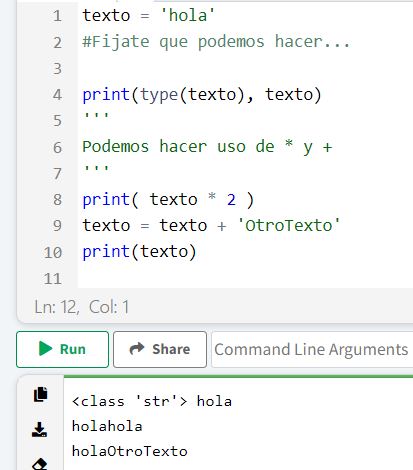 1 texto = 'hola'
2 #Fijate que podemos hacer...
3
4 print(type(texto), texto)
5 '''
6 Podemos hacer uso de * y +
7 '''
8 print( texto * 2 )
9 texto = texto + 'OtroTexto'
10 print(texto)
11
Ln: 12, Col: 1
Run Share Command Line Arguments
<class 'str'> hola
holahola
holaOtroTexto